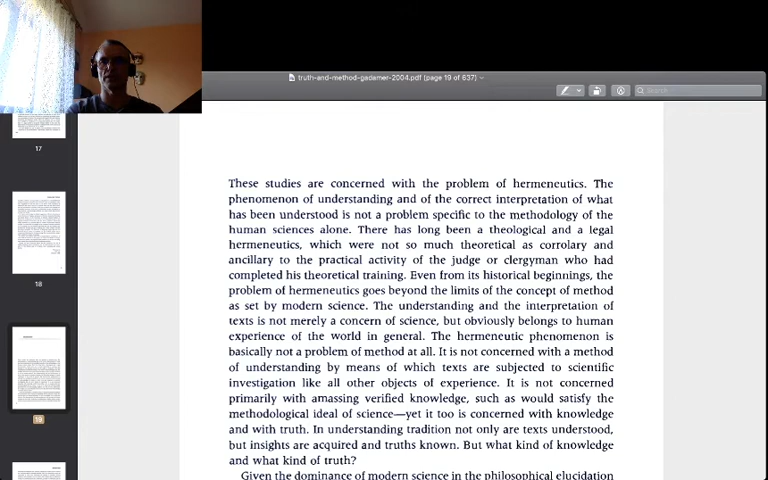 truth-and-method-gadamer-2004.pdf (page 19 of 637)
Search
17
18
19
These studies are concerned with the problem of hermeneutics. The
phenomenon of understanding and of the correct interpretation of what
has been understood is not a problem specific to the methodology of the
human sciences alone. There has long been a theological and a legal
hermeneutics, which were not so much theoretical as corrolary and
ancillary to the practical activity of the judge or clergyman who had
completed his theoretical training. Even from its historical beginnings, the
problem of hermeneutics goes beyond the limits of the concept of method
as set by modern science. The understanding and the interpretation of
texts is not merely a concern of science, but obviously belongs to human
experience of the world in general. The hermeneutic phenomenon is
basically not a problem of method at all. It is not concerned with a method
of understanding by means of which texts are subjected to scientific
investigation like all other objects of experience. It is not concerned
primarily with amassing verified knowledge, such as would satisfy the
methodological ideal of science—yet it too is concerned with knowledge
and with truth. In understanding tradition not only are texts understood,
but insights are acquired and truths known. But what kind of knowledge
and what kind of truth?
Given the dominance of modern science in the philosophical elucidation